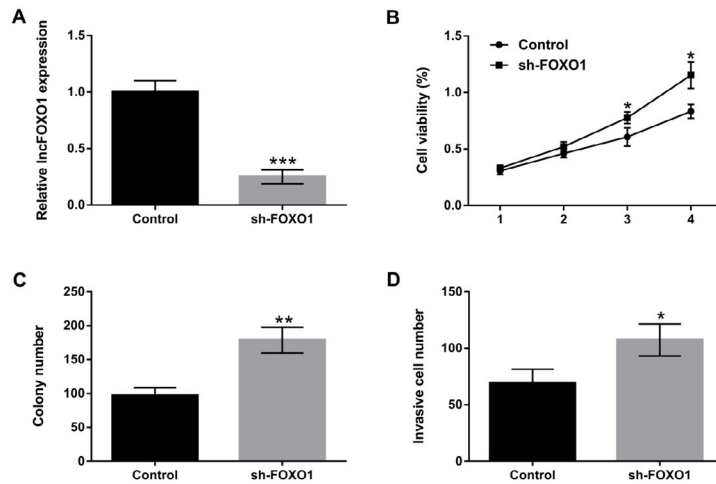 A
Relative lncFOXO1 expression
1.5
1.0
0.5
0.0
***
Control
sh-FOXO1
B
Cell viability (%)
1.5
1.0
0.5
0.0
Control
sh-FOXO1
*
*
1 2 3 4
C
Colony number
250
200
150
100
50
0
**
Control
sh-FOXO1
D
Invasive cell number
150
100
50
0
*
Control
sh-FOXO1